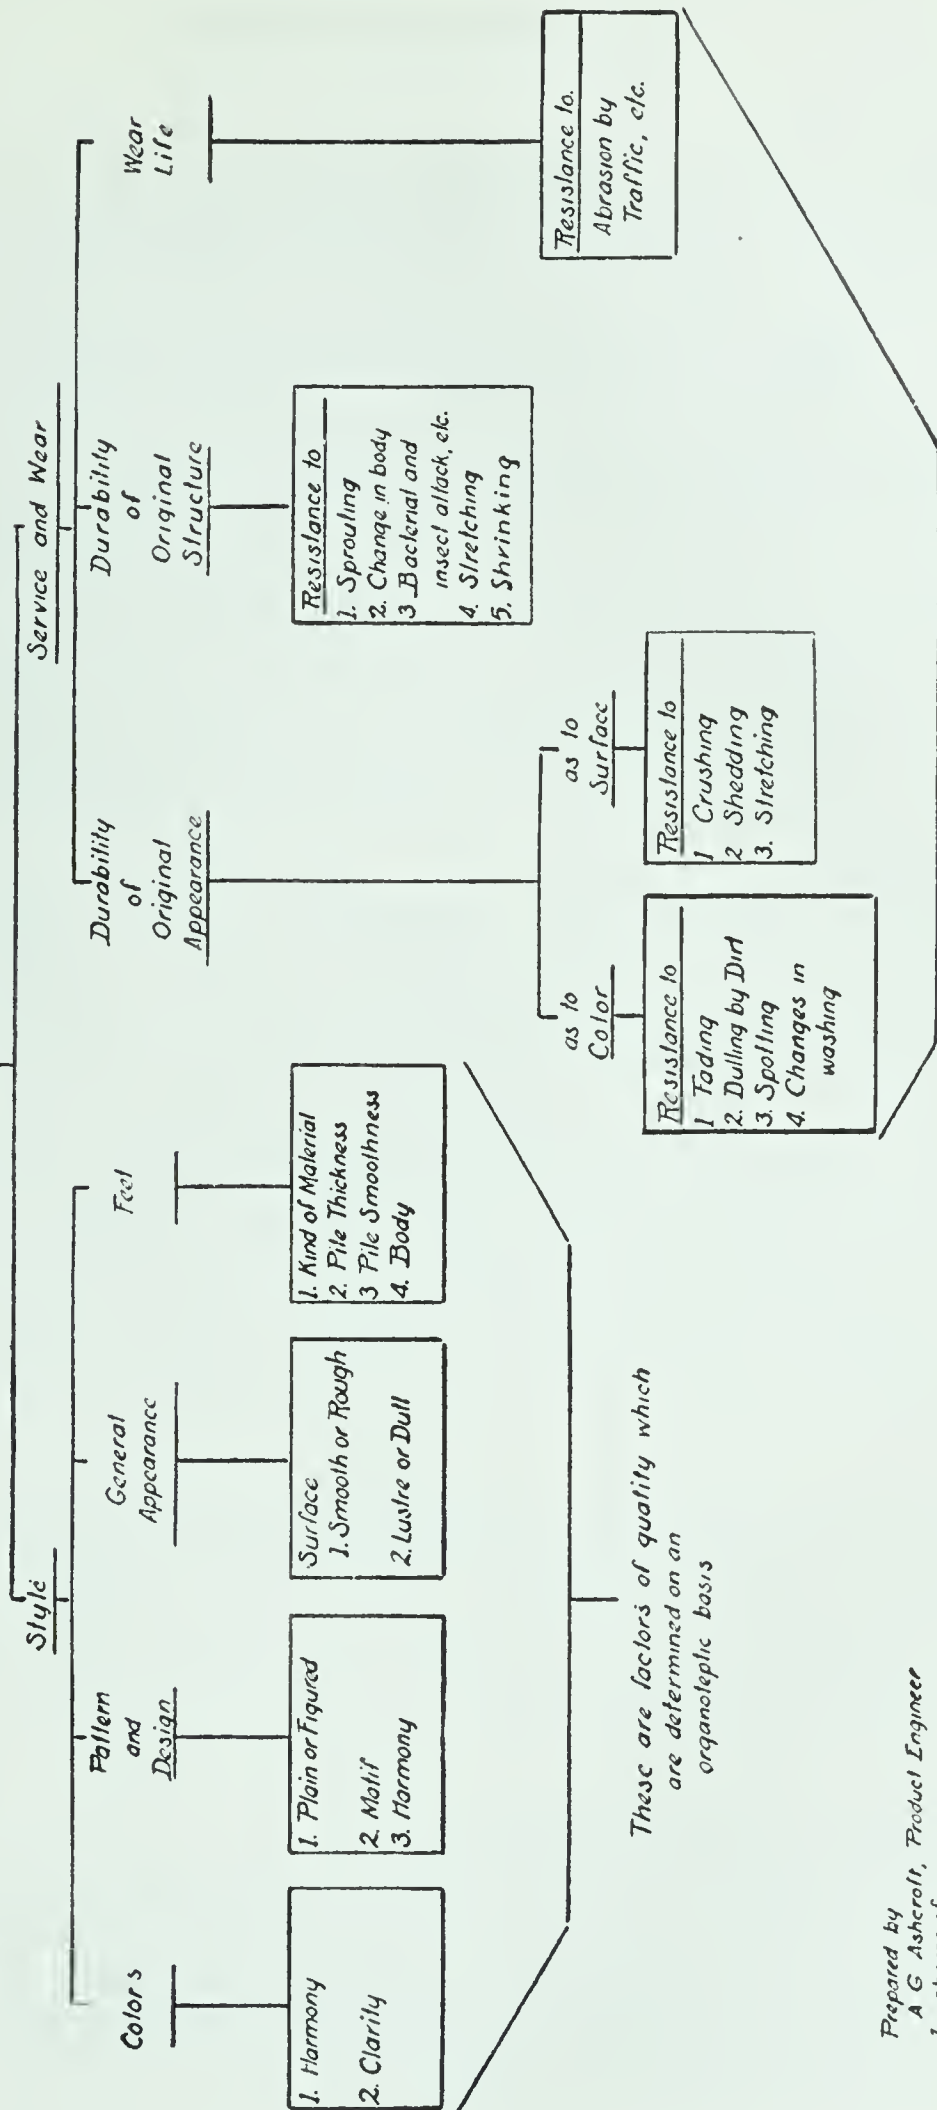 Style
Service and Wear
Colors
Pattern
and
Design
General
Appearance
Feel
Durability
of
Original
Appearance
Durability
of
Original
Structure
Wear
Life
1. Harmony
2. Clarity
1. Plain or Figured
2. Motif
3. Harmony
Surface
1. Smooth or Rough
2. Lustre or Dull
1. Kind of Material
2. Pile Thickness
3 Pile Smoothness
4. Body
as to
Color
as to
Surface
Resistance to
1 Fading
2. Dulling by Dirt
3. Spotting
4. Changes in
washing
Resistance to
1 Crushing
2 Shedding
3. Stretching
Resistance to
1. Sprouting
2. Change in body
3 Bacterial and
insect attack, etc.
4. Stretching
5. Shrinking
Resistance to.
Abrasion by
Traffic, etc.
These are factors of quality which
are determined on an
organoleptic basis
Prepared by
A G Ashcroft, Product Engineer